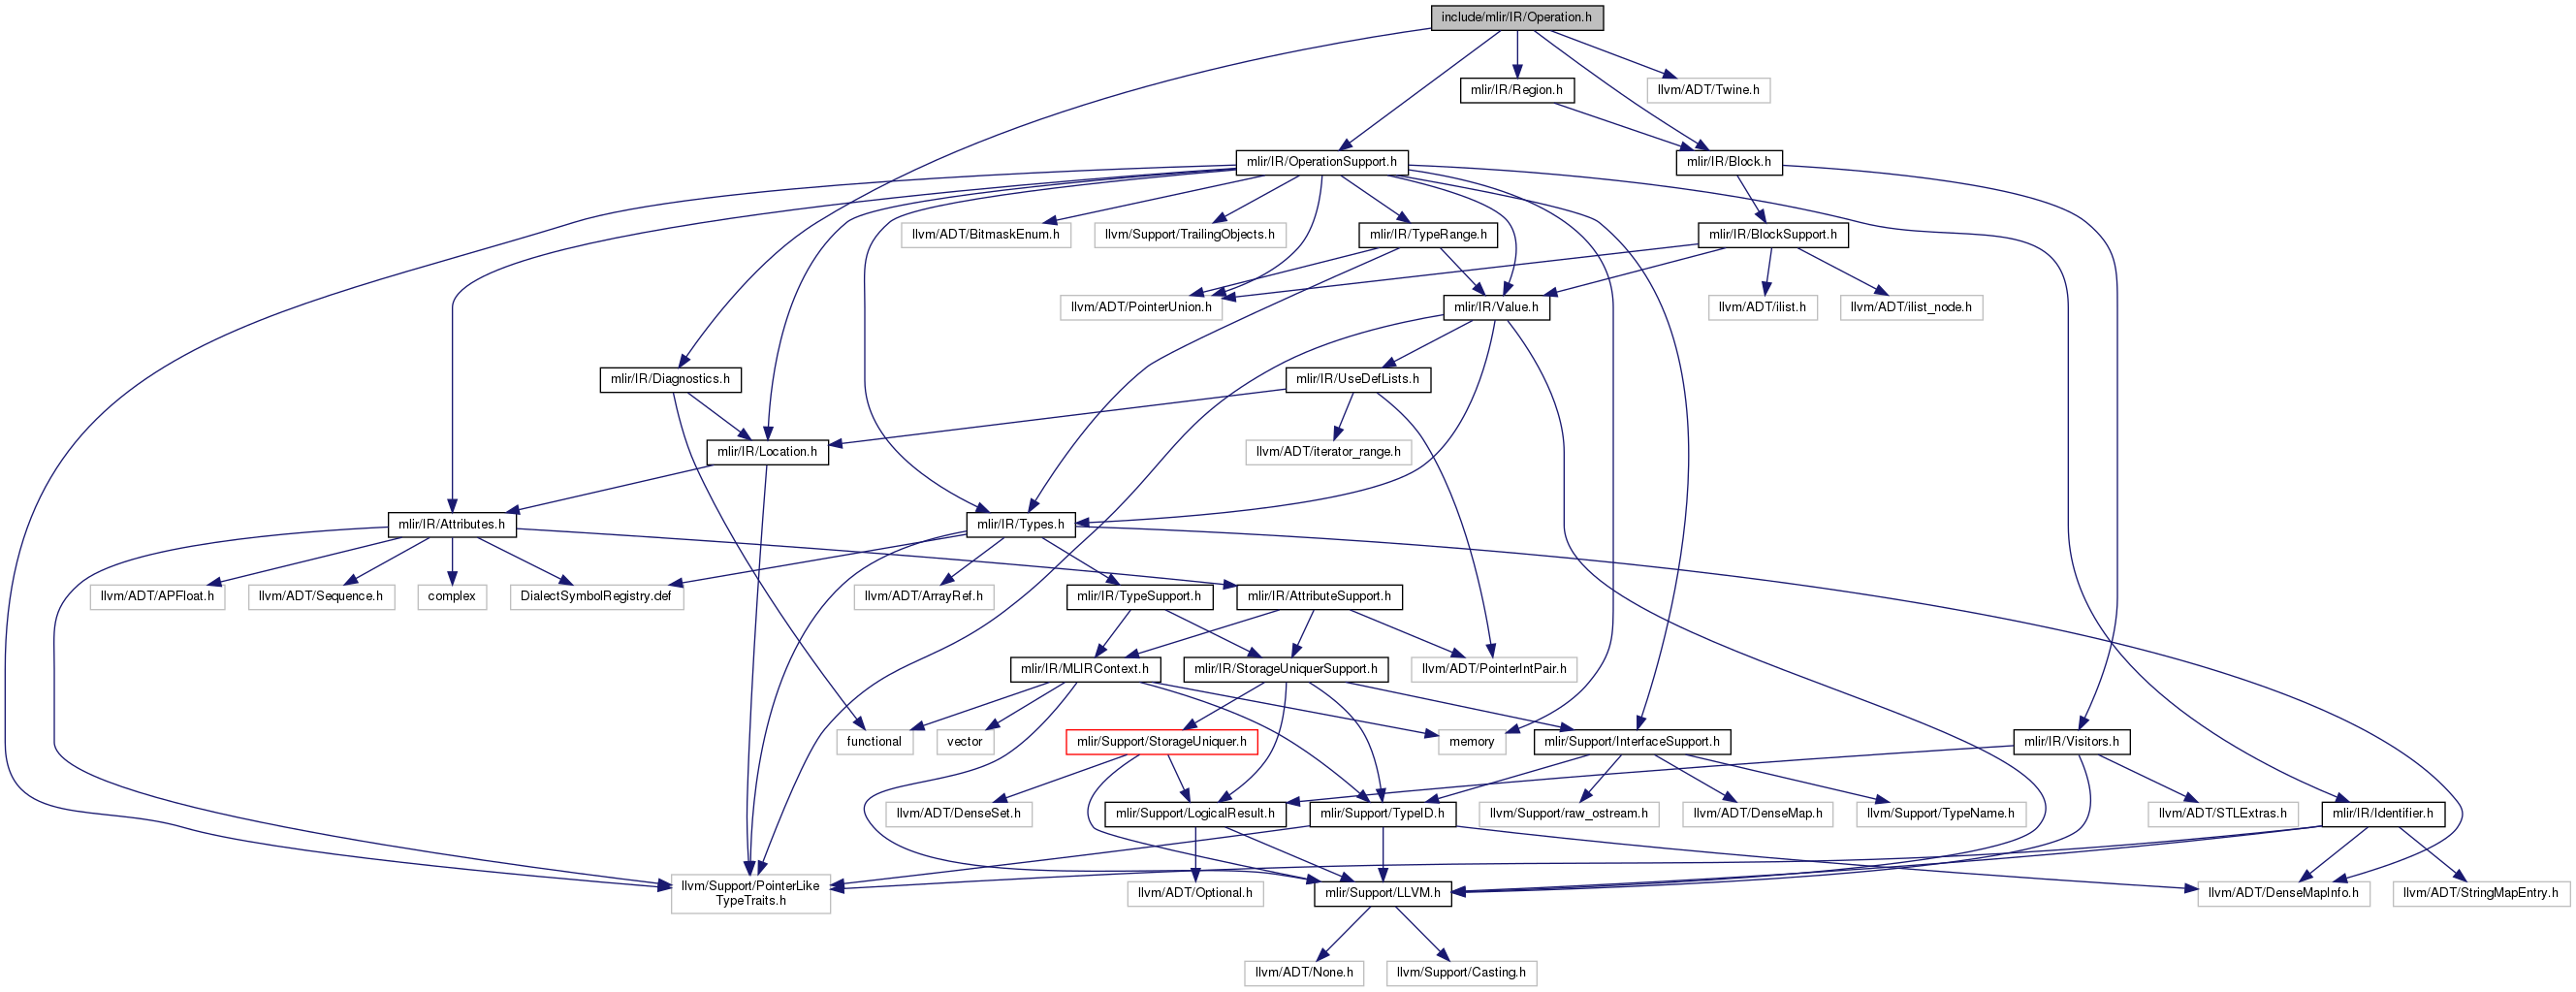 include/mlir/IR/Operation.h
mlir/IR/Region.h
llvm/ADT/Twine.h
mlir/IR/OperationSupport.h
mlir/IR/Block.h
llvm/ADT/BitmaskEnum.h
llvm/Support/TrailingObjects.h
mlir/IR/TypeRange.h
mlir/IR/BlockSupport.h
llvm/ADT/PointerUnion.h
mlir/IR/Value.h
llvm/ADT/ilist.h
llvm/ADT/ilist_node.h
mlir/IR/Diagnostics.h
mlir/IR/UseDefLists.h
mlir/IR/Location.h
llvm/ADT/iterator_range.h
mlir/IR/Attributes.h
mlir/IR/Types.h
llvm/ADT/APFloat.h
llvm/ADT/Sequence.h
complex
DialectSymbolRegistry.def
llvm/ADT/ArrayRef.h
mlir/IR/TypeSupport.h
mlir/IR/AttributeSupport.h
mlir/IR/MLIRContext.h
mlir/IR/StorageUniquerSupport.h
llvm/ADT/PointerIntPair.h
functional
vector
mlir/Support/StorageUniquer.h
memory
mlir/Support/InterfaceSupport.h
mlir/IR/Visitors.h
llvm/ADT/DenseSet.h
mlir/Support/LogicalResult.h
mlir/Support/TypeID.h
llvm/Support/raw_ostream.h
llvm/ADT/DenseMap.h
llvm/Support/TypeName.h
llvm/ADT/STLExtras.h
mlir/IR/Identifier.h
llvm/Support/PointerLike
TypeTraits.h
llvm/ADT/Optional.h
mlir/Support/LLVM.h
llvm/ADT/DenseMapInfo.h
llvm/ADT/StringMapEntry.h
llvm/ADT/None.h
llvm/Support/Casting.h